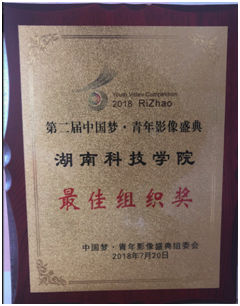 Youth Video Competition
2018 RiZhao
第二届中国梦·青年影像盛典
湖南科技学院
最佳组织奖
中国梦·青年影像盛典组委会
2018年7月20日